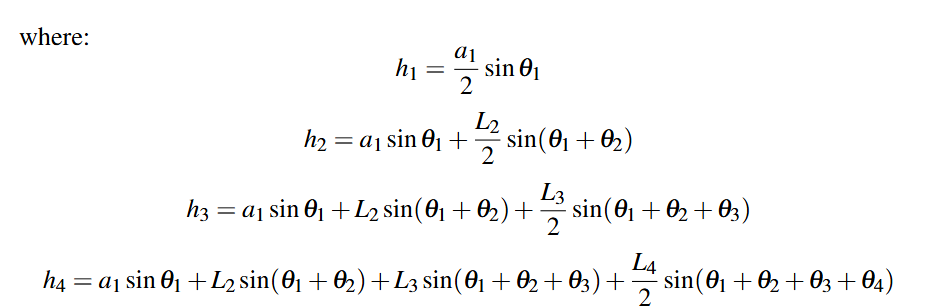 where:
h₁ = a₁/2 sin θ₁
h₂ = a₁ sin θ₁ + L₂/2 sin(θ₁ + θ₂)
h₃ = a₁ sin θ₁ + L₂ sin(θ₁ + θ₂) + L₃/2 sin(θ₁ + θ₂ + θ₃)
h₄ = a₁ sin θ₁ + L₂ sin(θ₁ + θ₂) + L₃ sin(θ₁ + θ₂ + θ₃) + L₄/2 sin(θ₁ + θ₂ + θ₃ + θ₄)